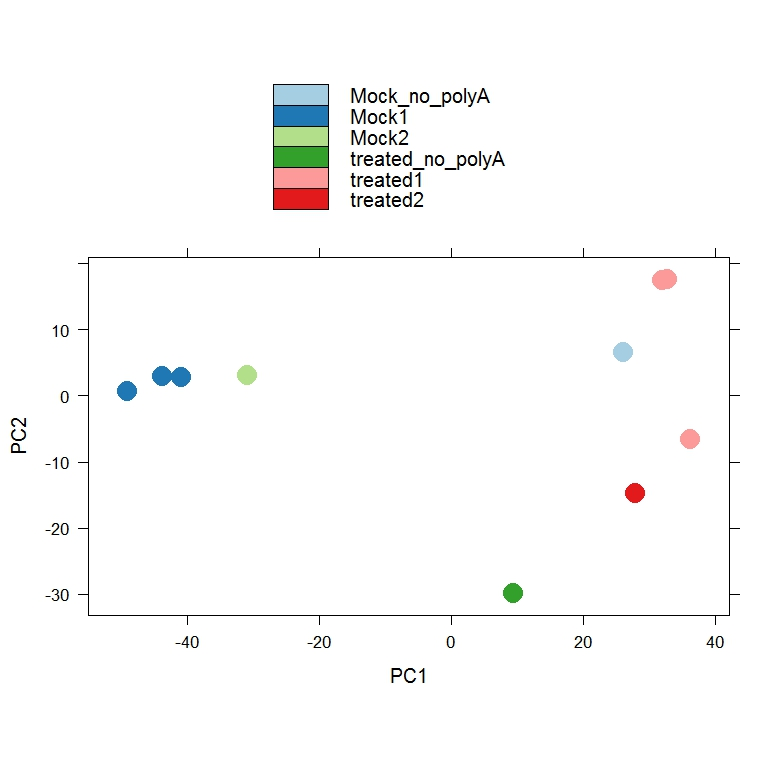 Mock_no_polyA
Mock1
Mock2
treated_no_polyA
treated1
treated2
10
0
-10
-20
-30
PC2
-40
-20
0
20
40
PC1